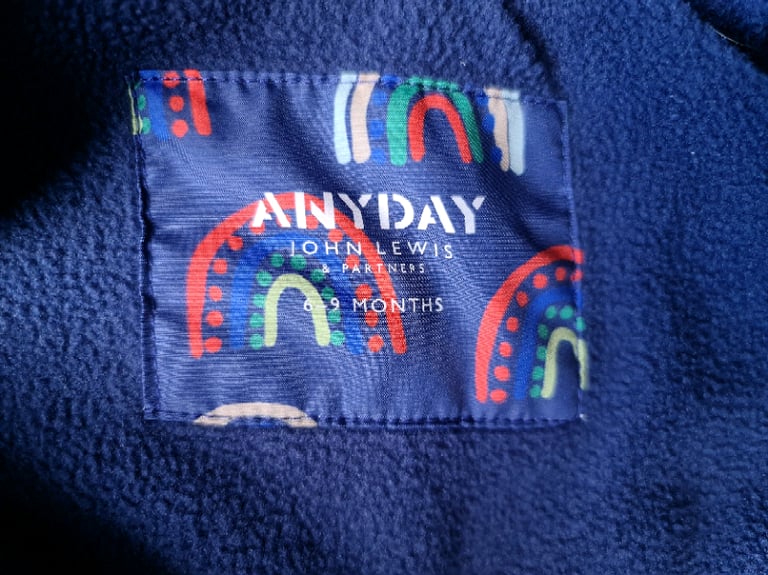 ANYDAY
JOHN LEWIS
& PARTNERS
6-9 MONTHS